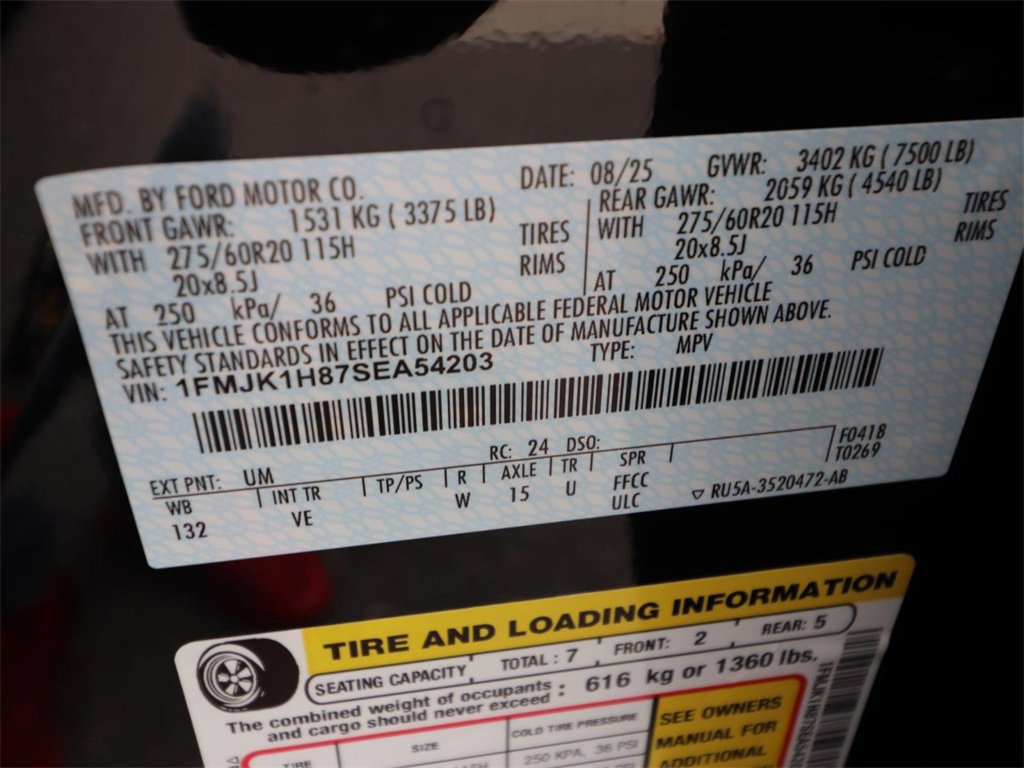 MFD. BY FORD MOTOR CO. DATE: 08/25 GVWR: 3402 KG ( 7500 LB)
FRONT GAWR: 1531 KG ( 3375 LB) REAR GAWR: 2059 KG ( 4540 LB)
WITH 275/60R20 115H TIRES WITH 275/60R20 115H TIRES
20x8.5J RIMS 20x8.5J RIMS
AT 250 kPa/ 36 PSI COLD AT 250 kPa/ 36 PSI COLD
THIS VEHICLE CONFORMS TO ALL APPLICABLE FEDERAL MOTOR VEHICLE
SAFETY STANDARDS IN EFFECT ON THE DATE OF MANUFACTURE SHOWN ABOVE.
VIN: 1FMJK1H87SEA54203 TYPE: MPV
EXT PNT: UM RC: 24 DSO: F0418
WB INT TR TP/PS R AXLE TR SPR T0269
132 VE W 15 U FFCC
ULC RU5A-3520472-AB
TIRE AND LOADING INFORMATION
SEATING CAPACITY TOTAL : 7 FRONT: 2 REAR: 5
The combined weight of occupants
and cargo should never exceed : 616 kg or 1360 lbs.
TIRE SIZE COLD TIRE PRESSURE SEE OWNERS
250 KPA, 36 PSI MANUAL FOR
ADDITIONAL